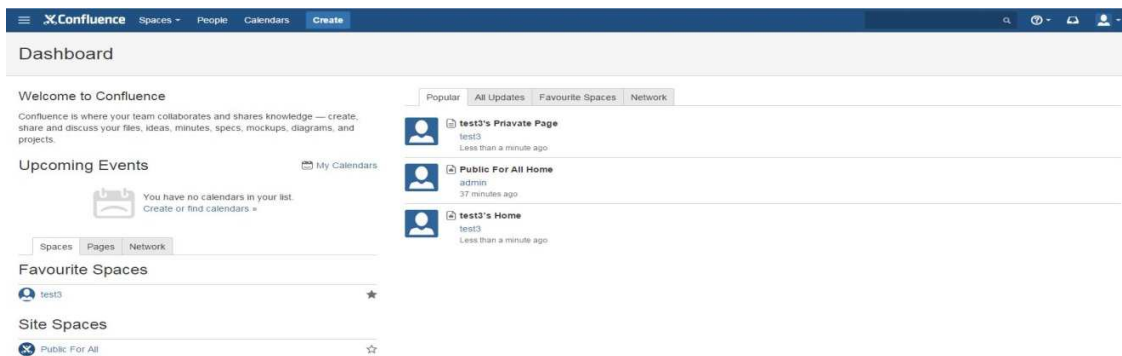 Confluence Spaces People Calendars Create
Dashboard
Welcome to Confluence
Confluence is where your team collaborates and shares knowledge — create,
share and discuss your files, ideas, minutes, specs, mockups, diagrams, and
projects.
Upcoming Events My Calendars
You have no calendars in your list.
Create or find calendars »
Spaces Pages Network
Favourite Spaces
test3
Site Spaces
Public For All
Popular All Updates Favourite Spaces Network
test3's Priavate Page
test3
Less than a minute ago
Public For All Home
admin
37 minutes ago
test3's Home
test3
Less than a minute ago